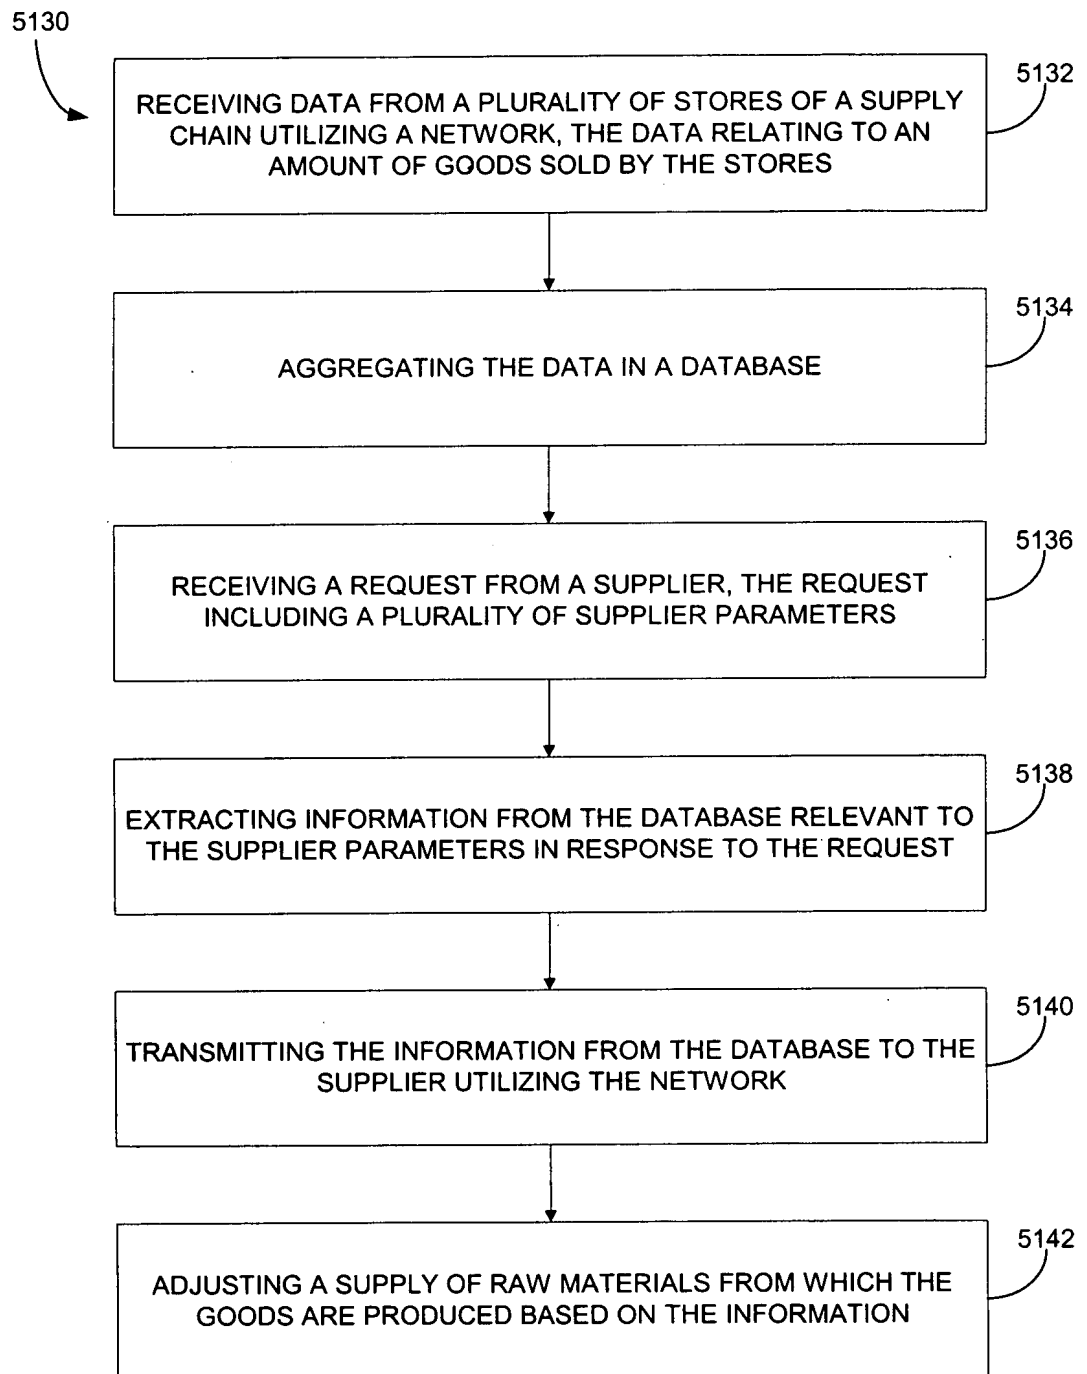 5130
5132
RECEIVING DATA FROM A PLURALITY OF STORES OF A SUPPLY
CHAIN UTILIZING A NETWORK, THE DATA RELATING TO AN
AMOUNT OF GOODS SOLD BY THE STORES
5134
AGGREGATING THE DATA IN A DATABASE
5136
RECEIVING A REQUEST FROM A SUPPLIER, THE REQUEST
INCLUDING A PLURALITY OF SUPPLIER PARAMETERS
5138
EXTRACTING INFORMATION FROM THE DATABASE RELEVANT TO
THE SUPPLIER PARAMETERS IN RESPONSE TO THE REQUEST
5140
TRANSMITTING THE INFORMATION FROM THE DATABASE TO THE
SUPPLIER UTILIZING THE NETWORK
5142
ADJUSTING A SUPPLY OF RAW MATERIALS FROM WHICH THE
GOODS ARE PRODUCED BASED ON THE INFORMATION